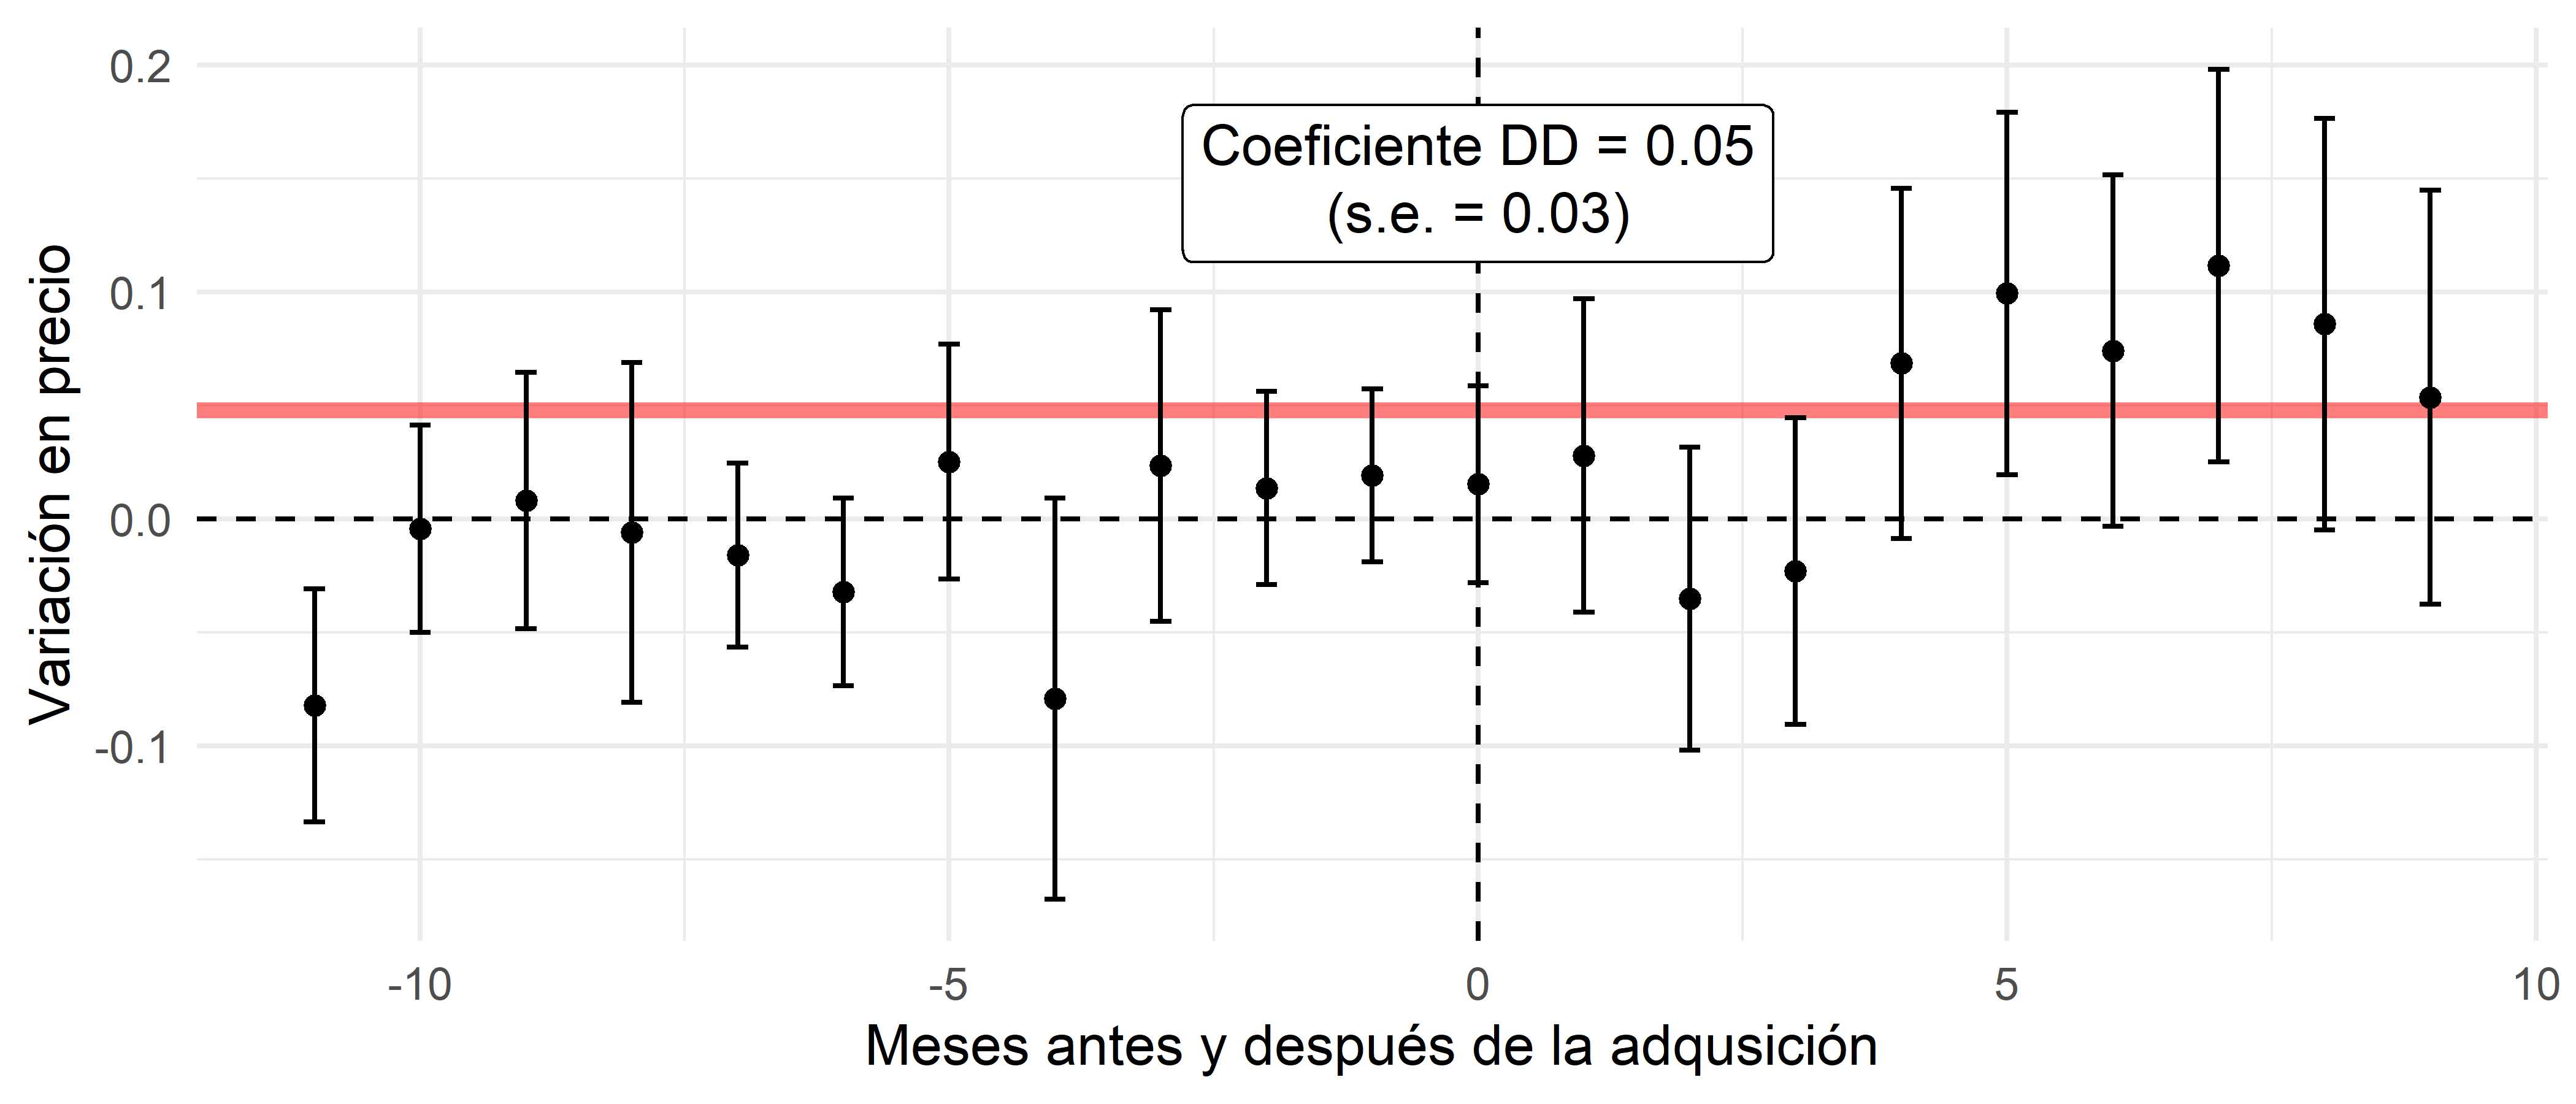 Coeficiente DD = 0.05
(s.e. = 0.03)
Variación en precio
0.2
0.1
0.0
-0.1
-10
-5
0
5
10
Meses antes y después de la adqusición